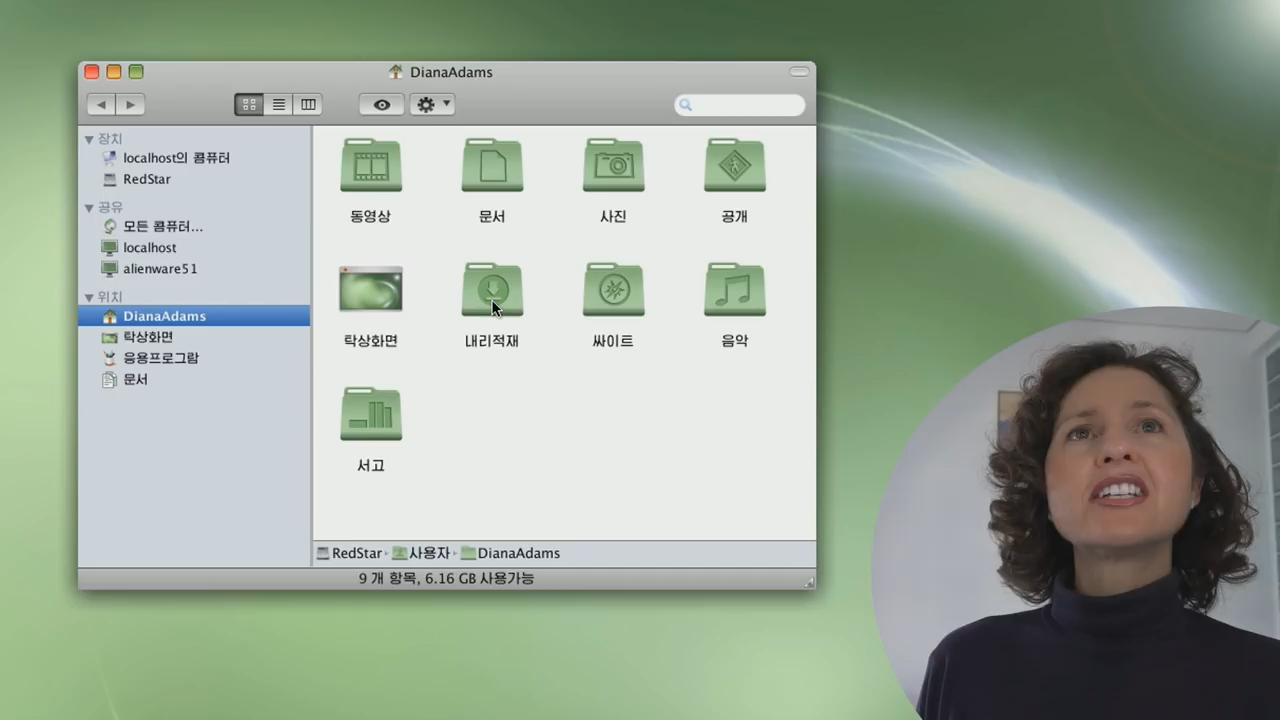 DianaAdams
장치
localhost의 콤퓨터
RedStar
공유
모든 콤퓨터...
localhost
alienware51
위치
DianaAdams
탁상화면
응용프로그람
문서
동영상 문서 사진 공개
탁상화면 내리적재 싸이트 음악
서고
RedStar 사용자 DianaAdams
9 개 항목, 6.16 GB 사용가능